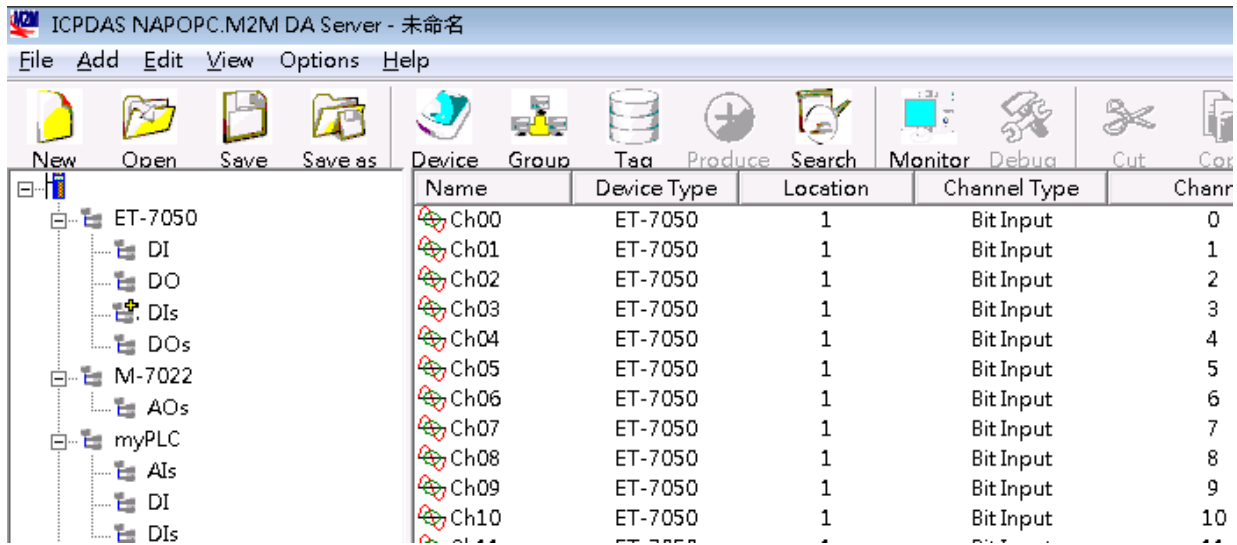 ICPDAS NAPOPC.M2M DA Server - 未命名
File Add Edit View Options Help
New Open Save Save as Device Group Tag Produce Search Monitor Debug Cut
Name Device Type Location Channel Type
ET-7050
DI
DO
DIs
DOs
M-7022
AOs
myPLC
AIs
DI
DIs
Ch00 ET-7050 1 Bit Input 0
Ch01 ET-7050 1 Bit Input 1
Ch02 ET-7050 1 Bit Input 2
Ch03 ET-7050 1 Bit Input 3
Ch04 ET-7050 1 Bit Input 4
Ch05 ET-7050 1 Bit Input 5
Ch06 ET-7050 1 Bit Input 6
Ch07 ET-7050 1 Bit Input 7
Ch08 ET-7050 1 Bit Input 8
Ch09 ET-7050 1 Bit Input 9
Ch10 ET-7050 1 Bit Input 10